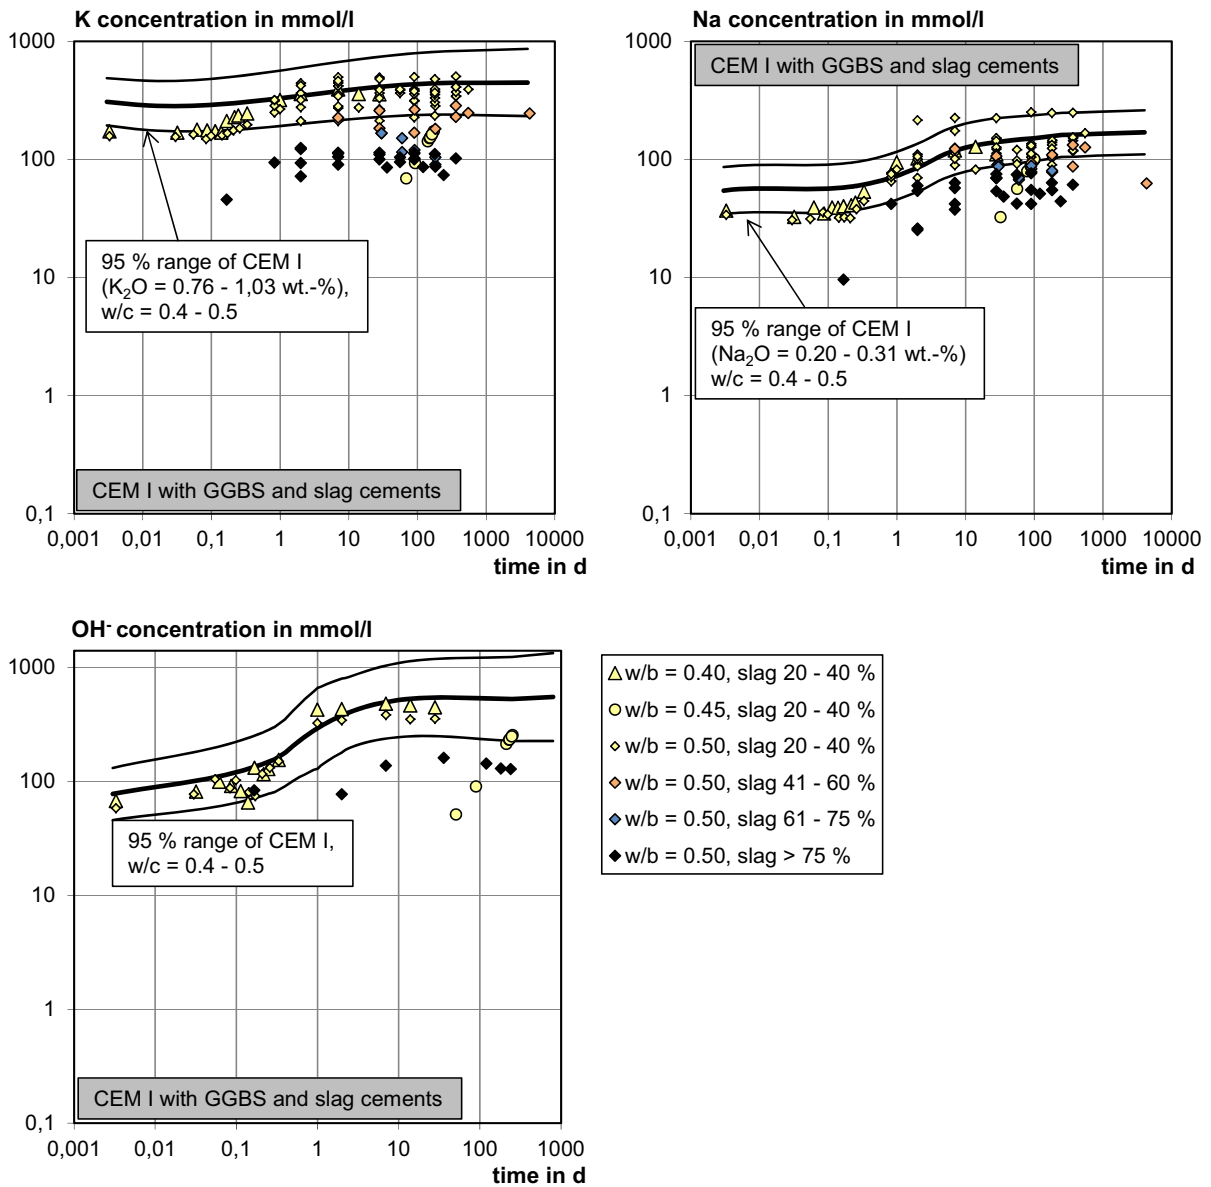 K concentration in mmol/l
1000
100
10
1
0,1
95 % range of CEM I
(K₂O = 0.76 - 1,03 wt.-%),
w/c = 0.4 - 0.5
CEM I with GGBS and slag cements
0,001 0,01 0,1 1 10 100 1000 10000
time in d
Na concentration in mmol/l
1000
100
10
1
0,1
CEM I with GGBS and slag cements
95 % range of CEM I
(Na₂O = 0.20 - 0.31 wt.-%)
w/c = 0.4 - 0.5
0,001 0,01 0,1 1 10 100 1000 10000
time in d
OH⁻ concentration in mmol/l
1000
100
10
1
0,1
95 % range of CEM I,
w/c = 0.4 - 0.5
CEM I with GGBS and slag cements
0,001 0,01 0,1 1 10 100 1000
time in d
w/b = 0.40, slag 20 - 40 %
w/b = 0.45, slag 20 - 40 %
w/b = 0.50, slag 20 - 40 %
w/b = 0.50, slag 41 - 60 %
w/b = 0.50, slag 61 - 75 %
w/b = 0.50, slag > 75 %